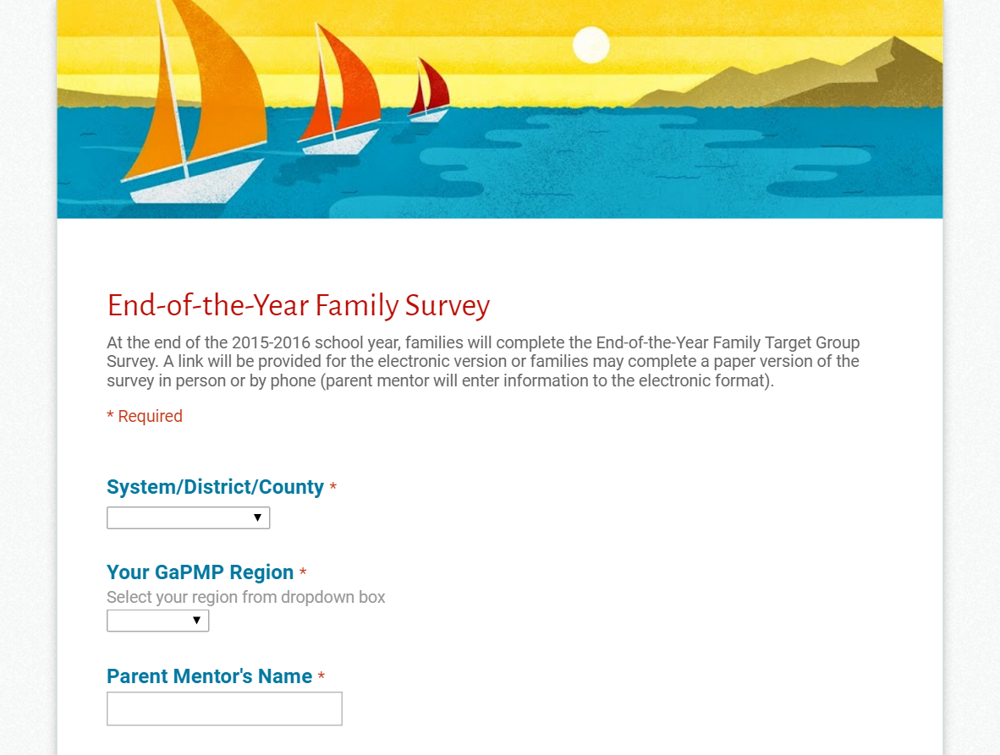 End-of-the-Year Family Survey
At the end of the 2015-2016 school year, families will complete the End-of-the-Year Family Target Group
Survey. A link will be provided for the electronic version or families may complete a paper version of the
survey in person or by phone (parent mentor will enter information to the electronic format).
* Required
System/District/County *
Your GaPMP Region *
Select your region from dropdown box
Parent Mentor's Name *